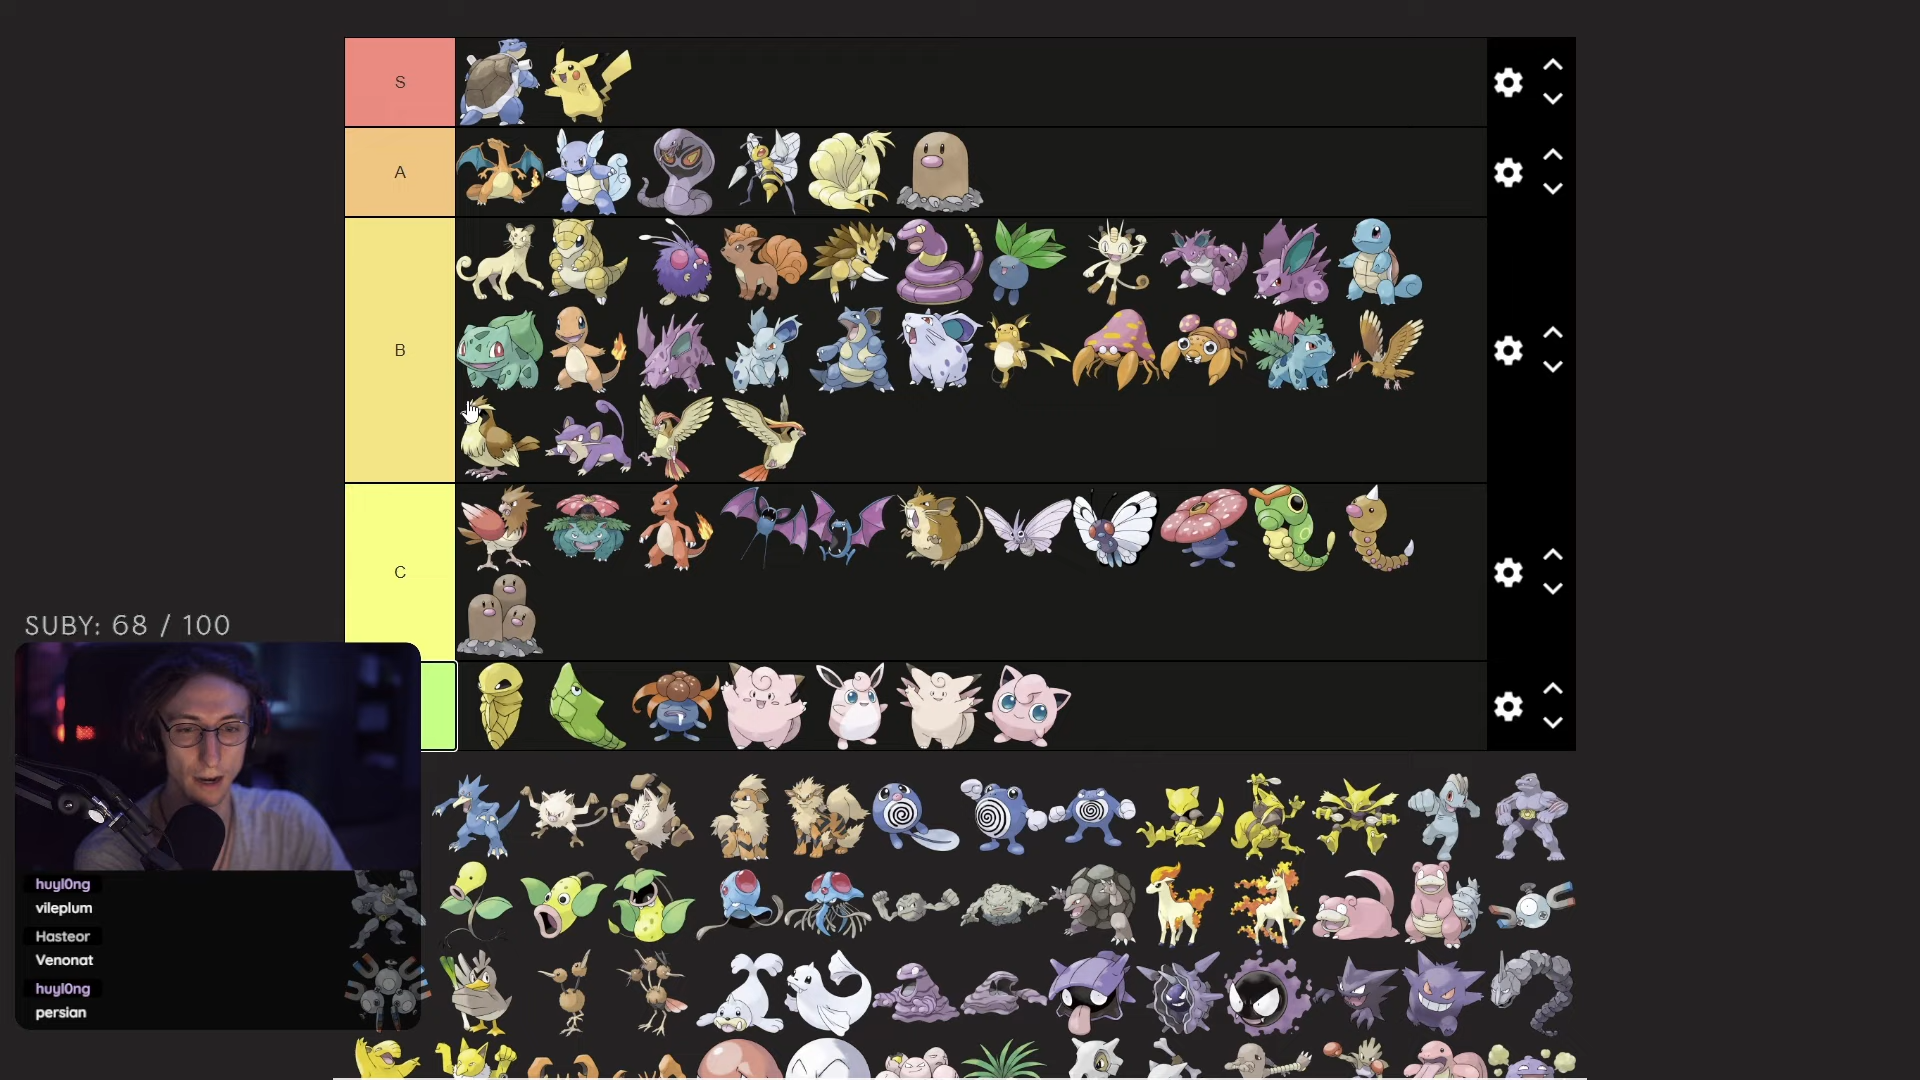 S
A
B
C
SUBY: 68 / 100
huyl0ng
vileplum
Hasteor
Venonat
huyl0ng
persian